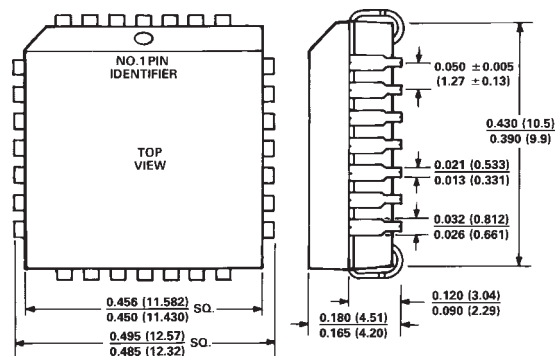 NO.1 PIN
IDENTIFIER
TOP
VIEW
0.050 ±0.005
(1.27 ±0.13)
0.430 (10.5)
0.390 (9.9)
0.021 (0.533)
0.013 (0.331)
0.032 (0.812)
0.026 (0.661)
0.456 (11.582) SQ.
0.450 (11.430)
0.495 (12.57) SQ.
0.485 (12.32)
0.180 (4.51)
0.165 (4.20)
0.120 (3.04)
0.090 (2.29)